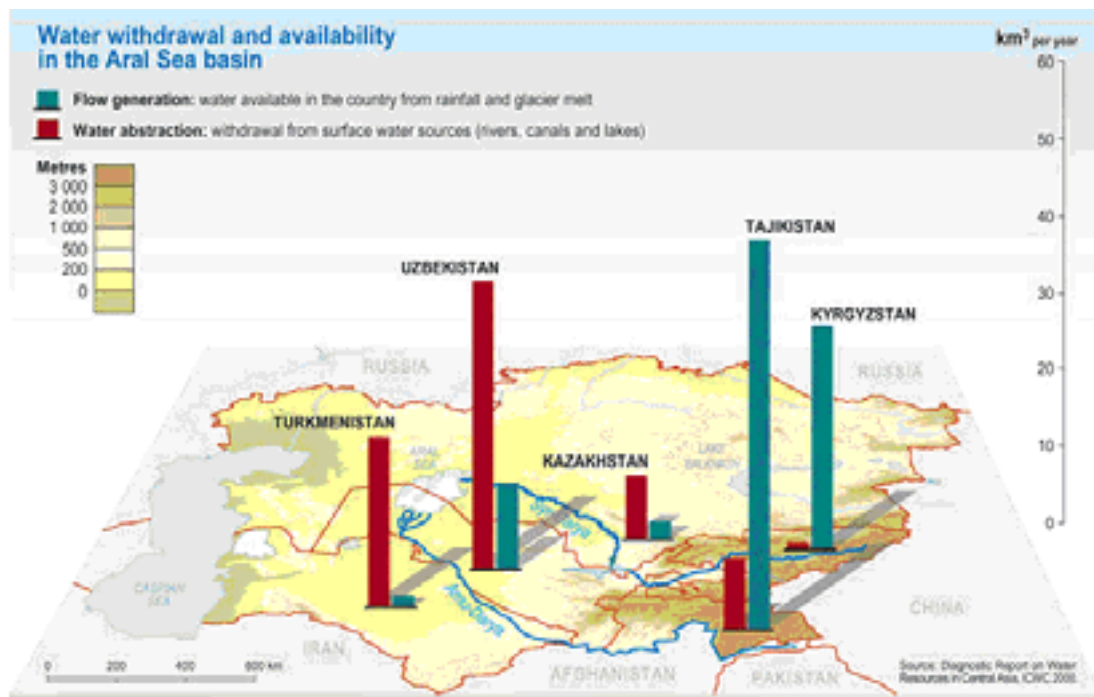 Water withdrawal and availability
in the Aral Sea basin
km³ per year
Flow generation: water available in the country from rainfall and glacier melt
Water abstraction: withdrawal from surface water sources (rivers, canals and lakes)
60
50
40
30
20
10
0
Metres
3 000
2 000
1 000
500
200
0
TAJIKISTAN
UZBEKISTAN
KYRGYZSTAN
RUSSIA
RUSSIA
TURKMENISTAN
ARAL
SEA
KAZAKHSTAN
LAKE
BALKHASH
CASPIAN
SEA
Amu Darya
CHINA
IRAN
AFGHANISTAN
PAKISTAN
0 200 400 600 km
Source: Diagnostic Report on Water
Resources in Central Asia, ICWC 2000.